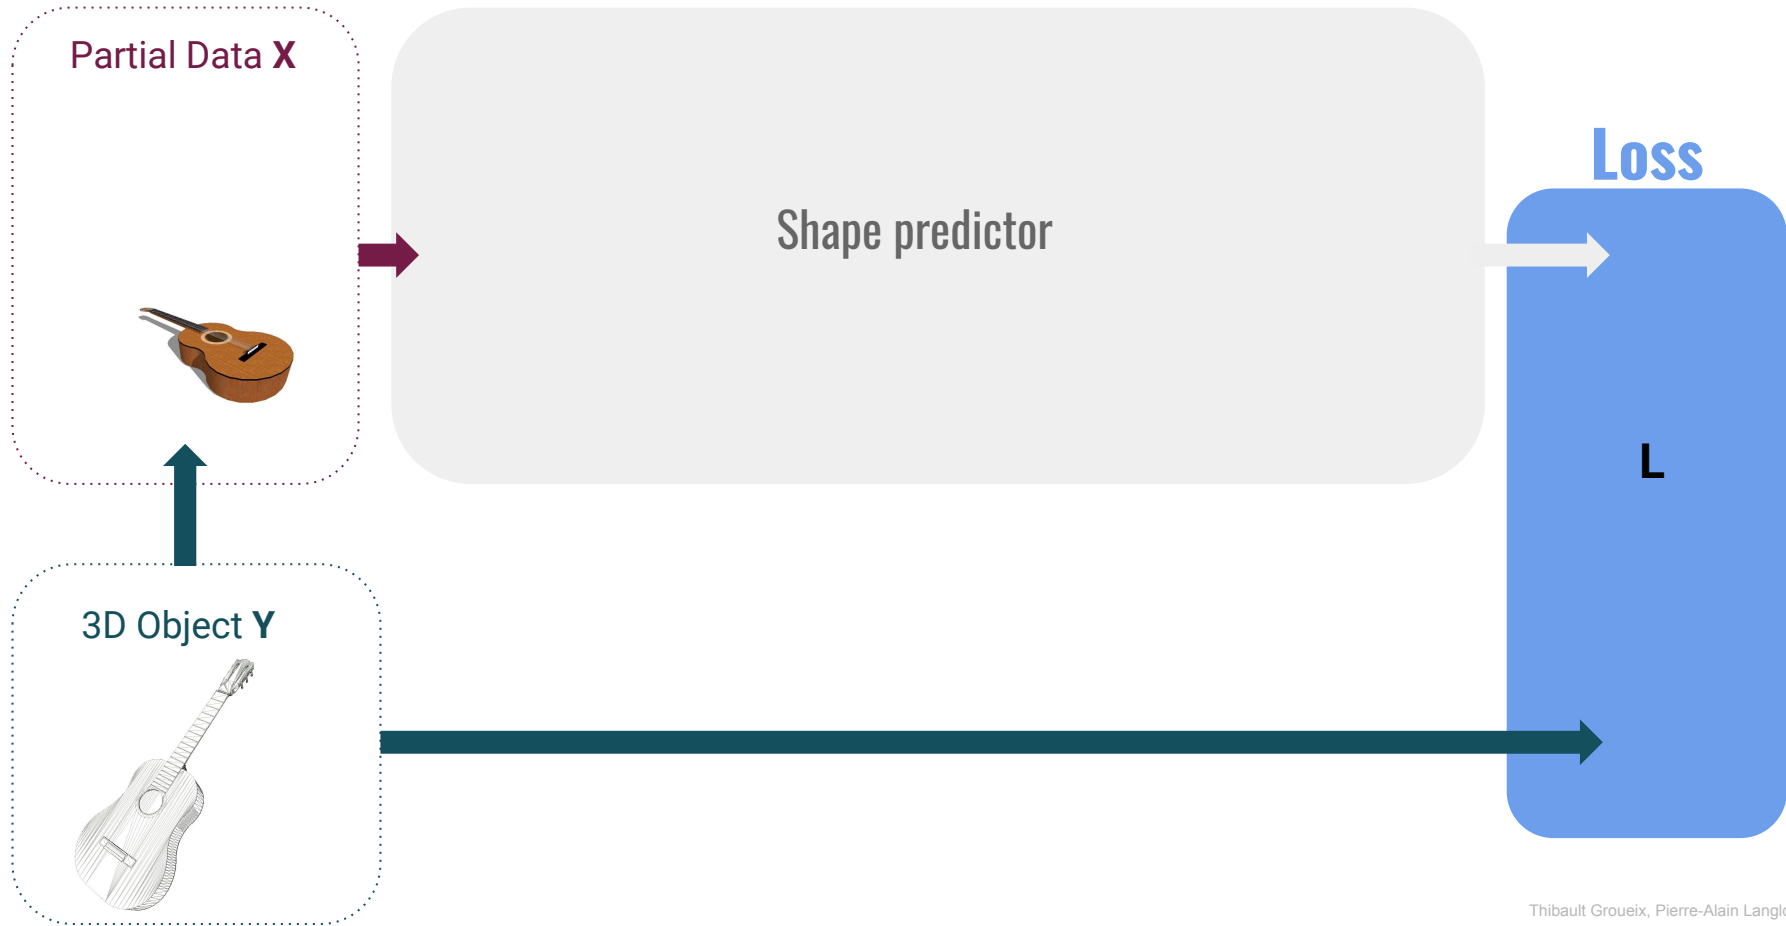 Partial Data X
Loss
Shape predictor
L
3D Object Y
Thibault Groueix, Pierre-Alain